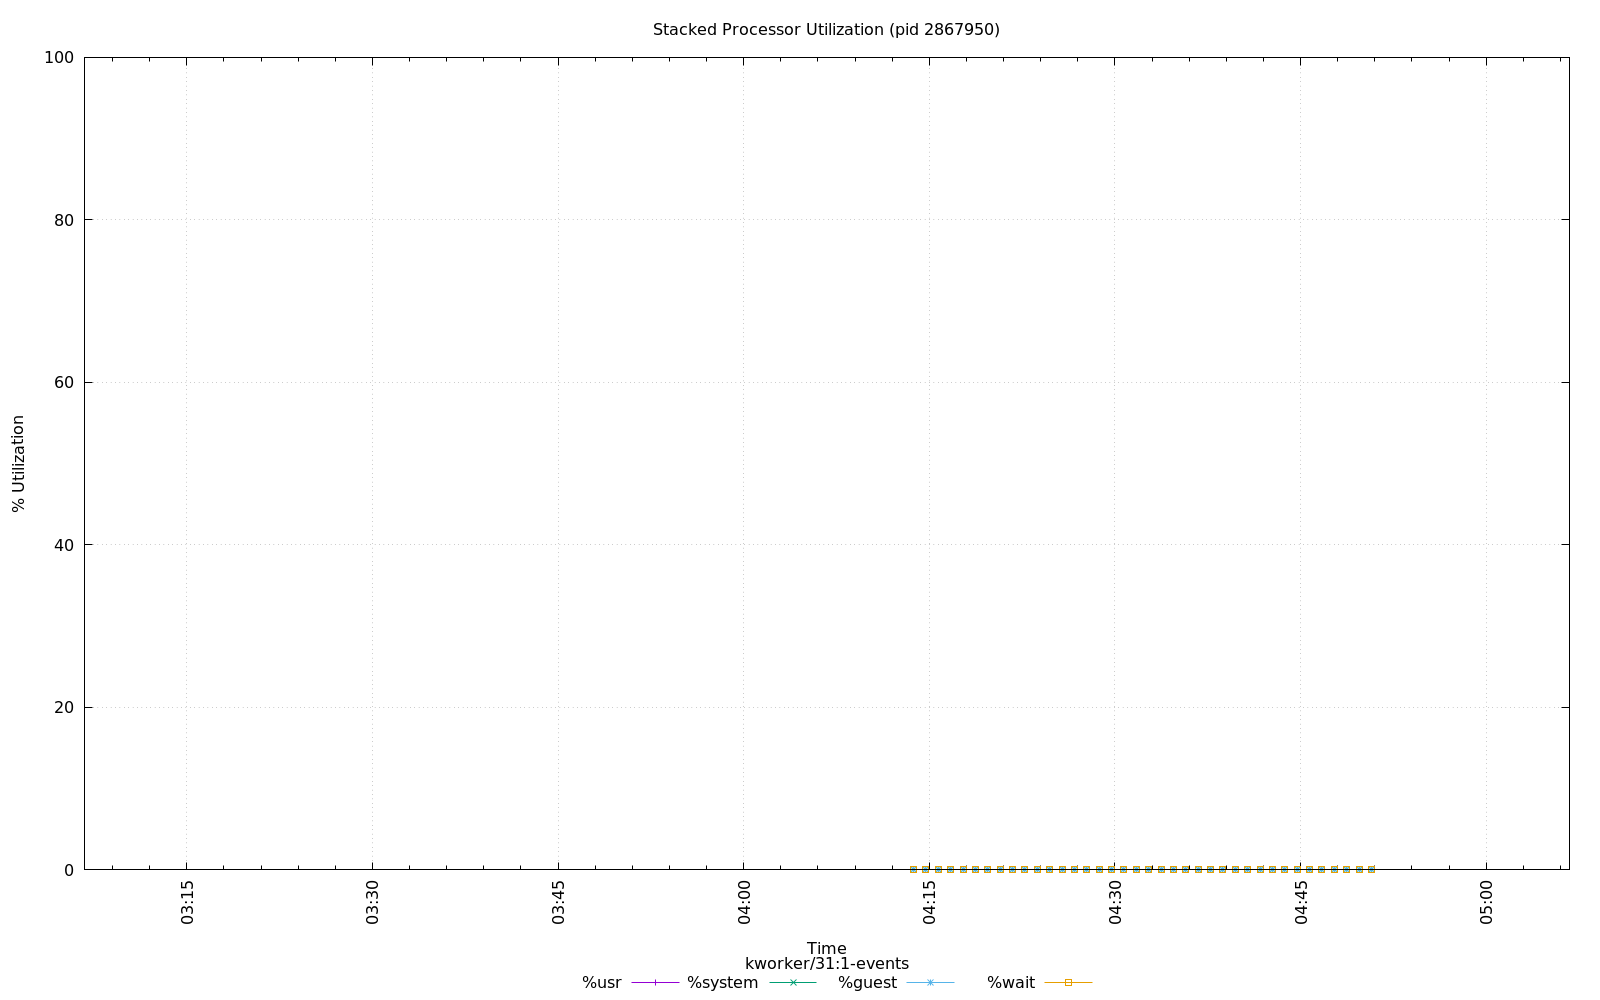 Stacked Processor Utilization (pid 2867950)
100
80
60
40
20
0
% Utilization
03:15
03:30
03:45
04:00
04:15
04:30
04:45
05:00
Time
kworker/31:1-events
%usr %system %guest %wait